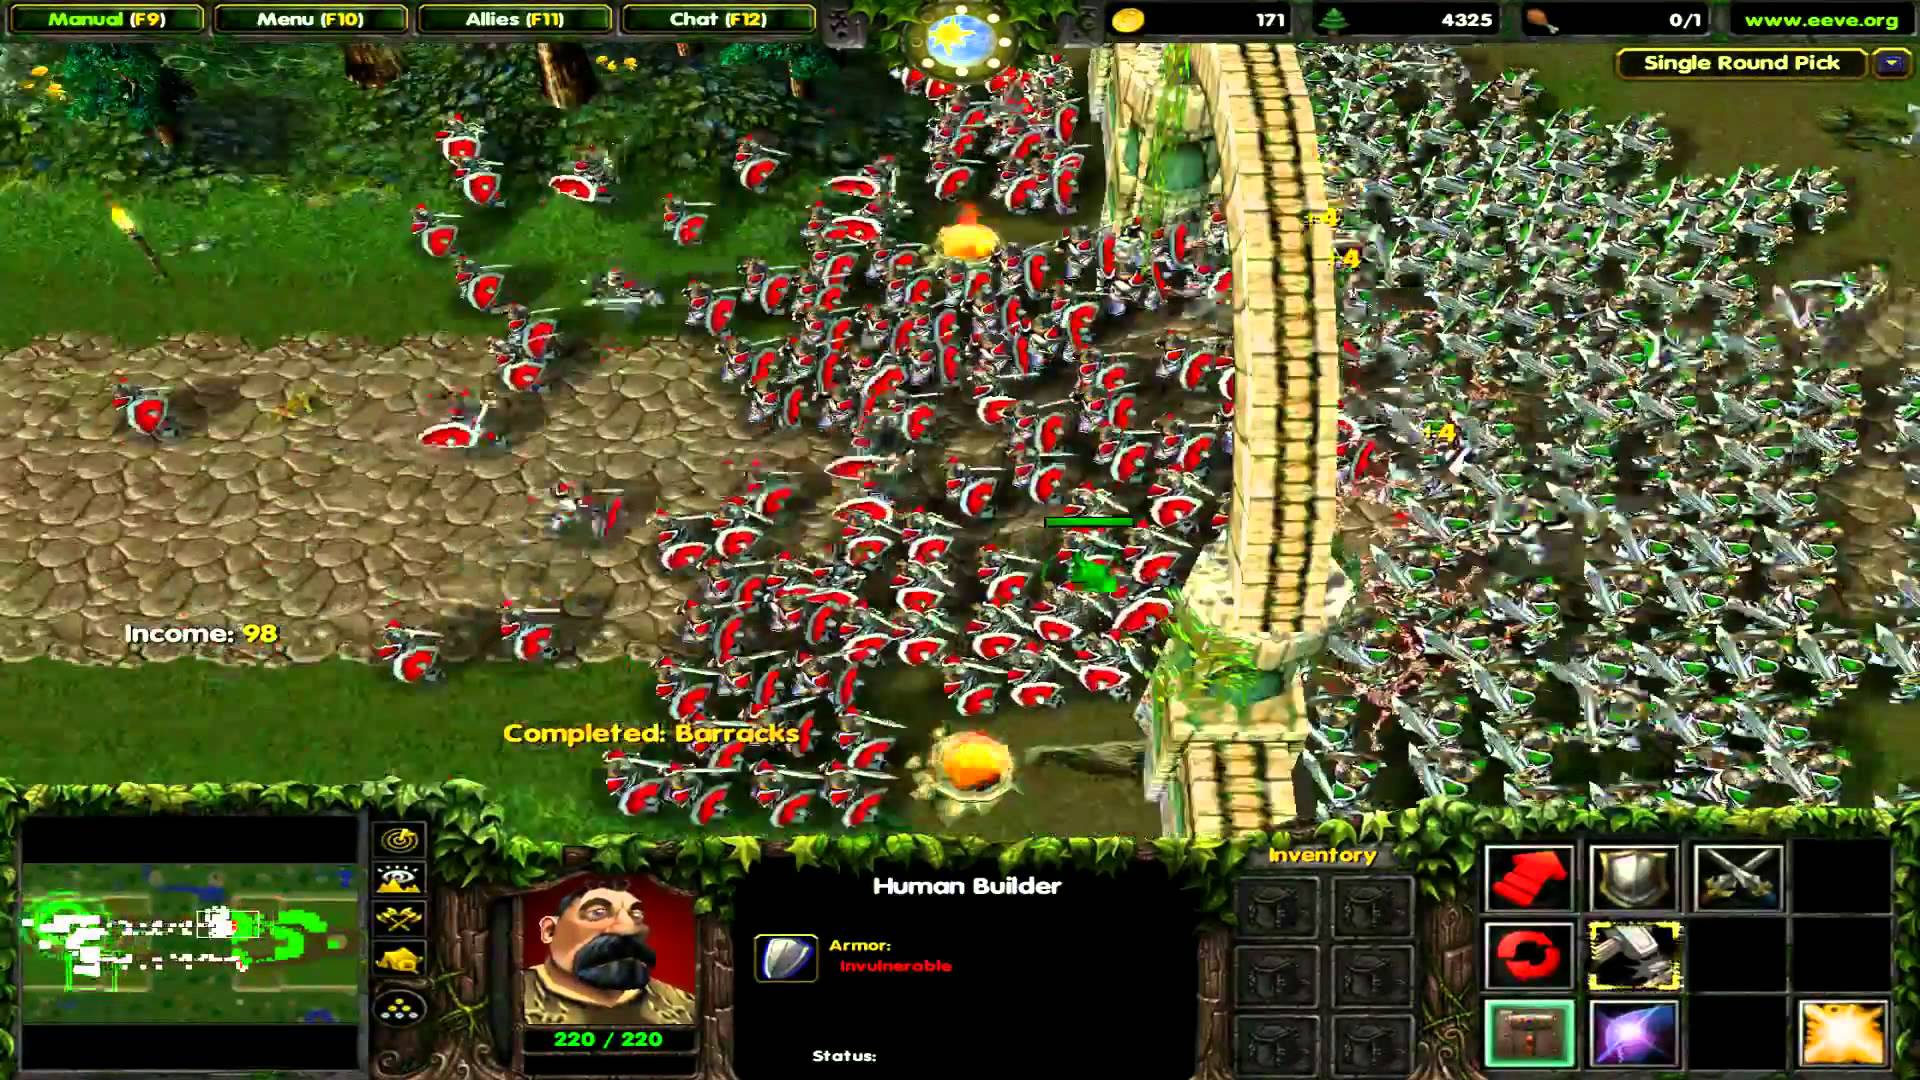 Manual (F9)
Menu (F10)
Allies (F11)
Chat (F12)
171
4325
0/1
www.eeve.org
Single Round Pick
+4
+4
+4
Income: 98
Completed: Barracks
Human Builder
Armor:
Invulnerable
Status:
220 / 220
Inventory